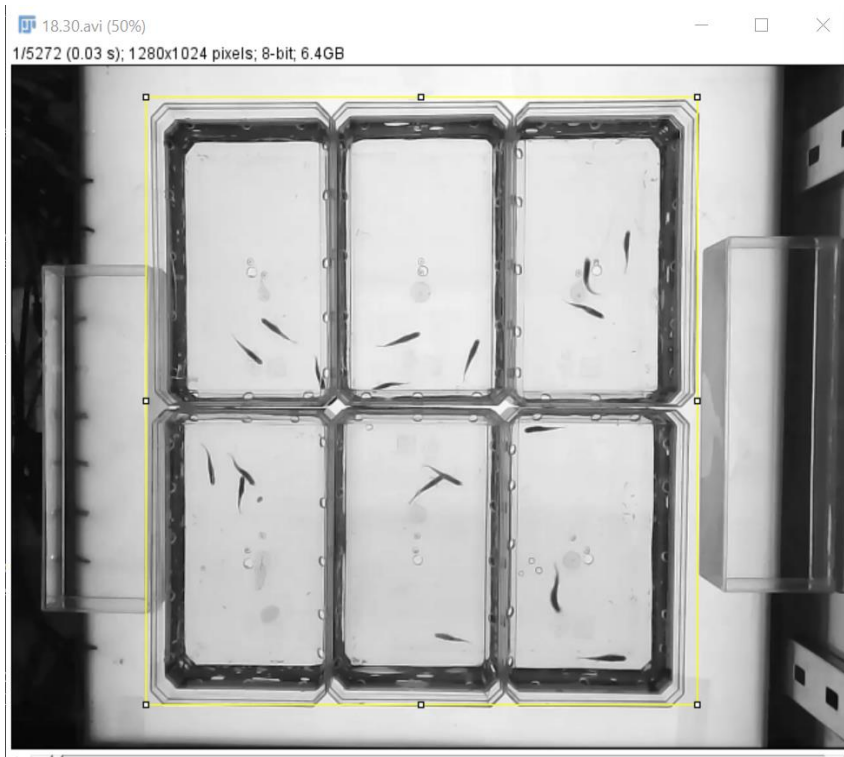 18.30.avi (50%)
1/5272 (0.03 s); 1280x1024 pixels; 8-bit; 6.4GB